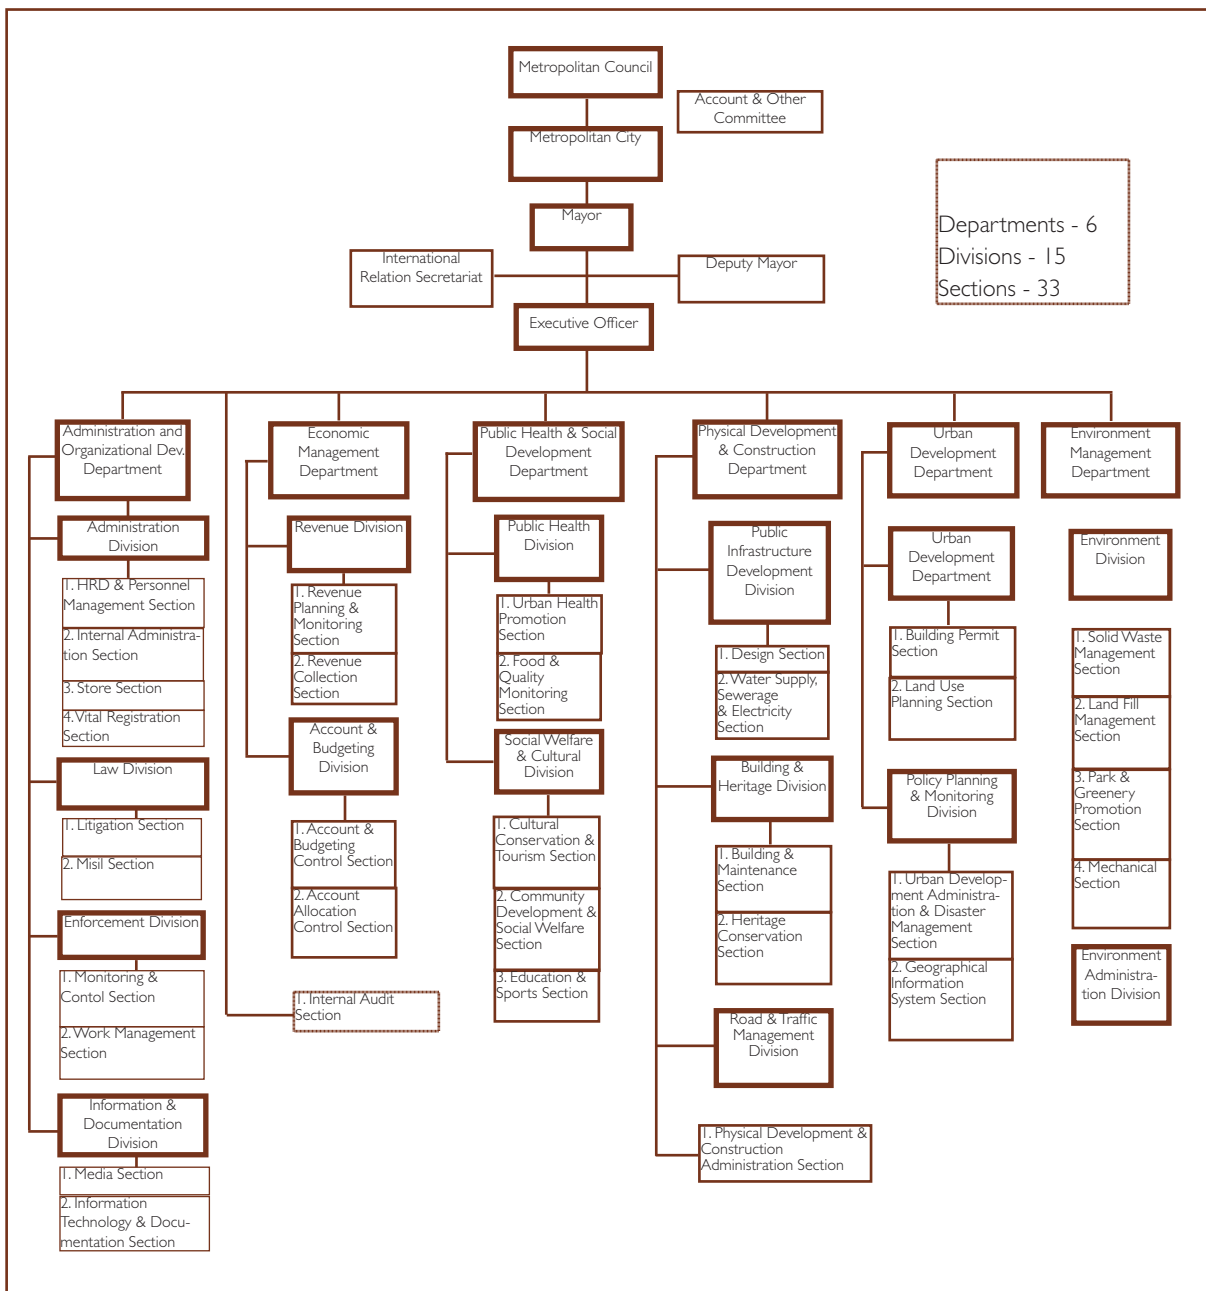 Metropolitan Council
Account & Other
Committee
Metropolitan City
Mayor
International
Relation Secretariat
Deputy Mayor
Executive Officer
Departments - 6
Divisions - 15
Sections - 33
Administration and
Organizational Dev.
Department
Administration
Division
1. HRD & Personnel
Management Section
2. Internal Administra-
tion Section
3. Store Section
4. Vital Registration
Section
Law Division
1. Litigation Section
2. Misil Section
Enforcement Division
1. Monitoring &
Contol Section
2. Work Management
Section
Information &
Documentation
Division
1. Media Section
2. Information
Technology & Docu-
mentation Section
Economic
Management
Department
Revenue Division
1. Revenue
Planning &
Monitoring
Section
2. Revenue
Collection
Section
Account &
Budgeting
Division
1. Account &
Budgeting
Control Section
2. Account
Allocation
Control Section
1. Internal Audit
Section
Public Health & Social
Development
Department
Public Health
Division
1. Urban Health
Promotion
Section
2. Food &
Quality
Monitoring
Section
Social Welfare
& Cultural
Division
1. Cultural
Conservation &
Tourism Section
2. Community
Development &
Social Welfare
Section
3. Education &
Sports Section
Physical Development
& Construction
Department
Public
Infrastructure
Development
Division
1. Design Section
2. Water Supply,
Sewerage
& Electricity
Section
Building &
Heritage Division
1. Building &
Maintenance
Section
2. Heritage
Conservation
Section
Road & Traffic
Management
Division
1. Physical Development &
Construction
Administration Section
Urban
Development
Department
Urban
Development
Department
1. Building Permit
Section
2. Land Use
Planning Section
Policy Planning
& Monitoring
Division
1. Urban Develop-
ment Administra-
tion & Disaster
Management
Section
2. Geographical
Information
System Section
Environment
Management
Department
Environment
Division
1. Solid Waste
Management
Section
2. Land Fill
Management
Section
3. Park &
Greenery
Promotion
Section
4. Mechanical
Section
Environment
Administra-
tion Division